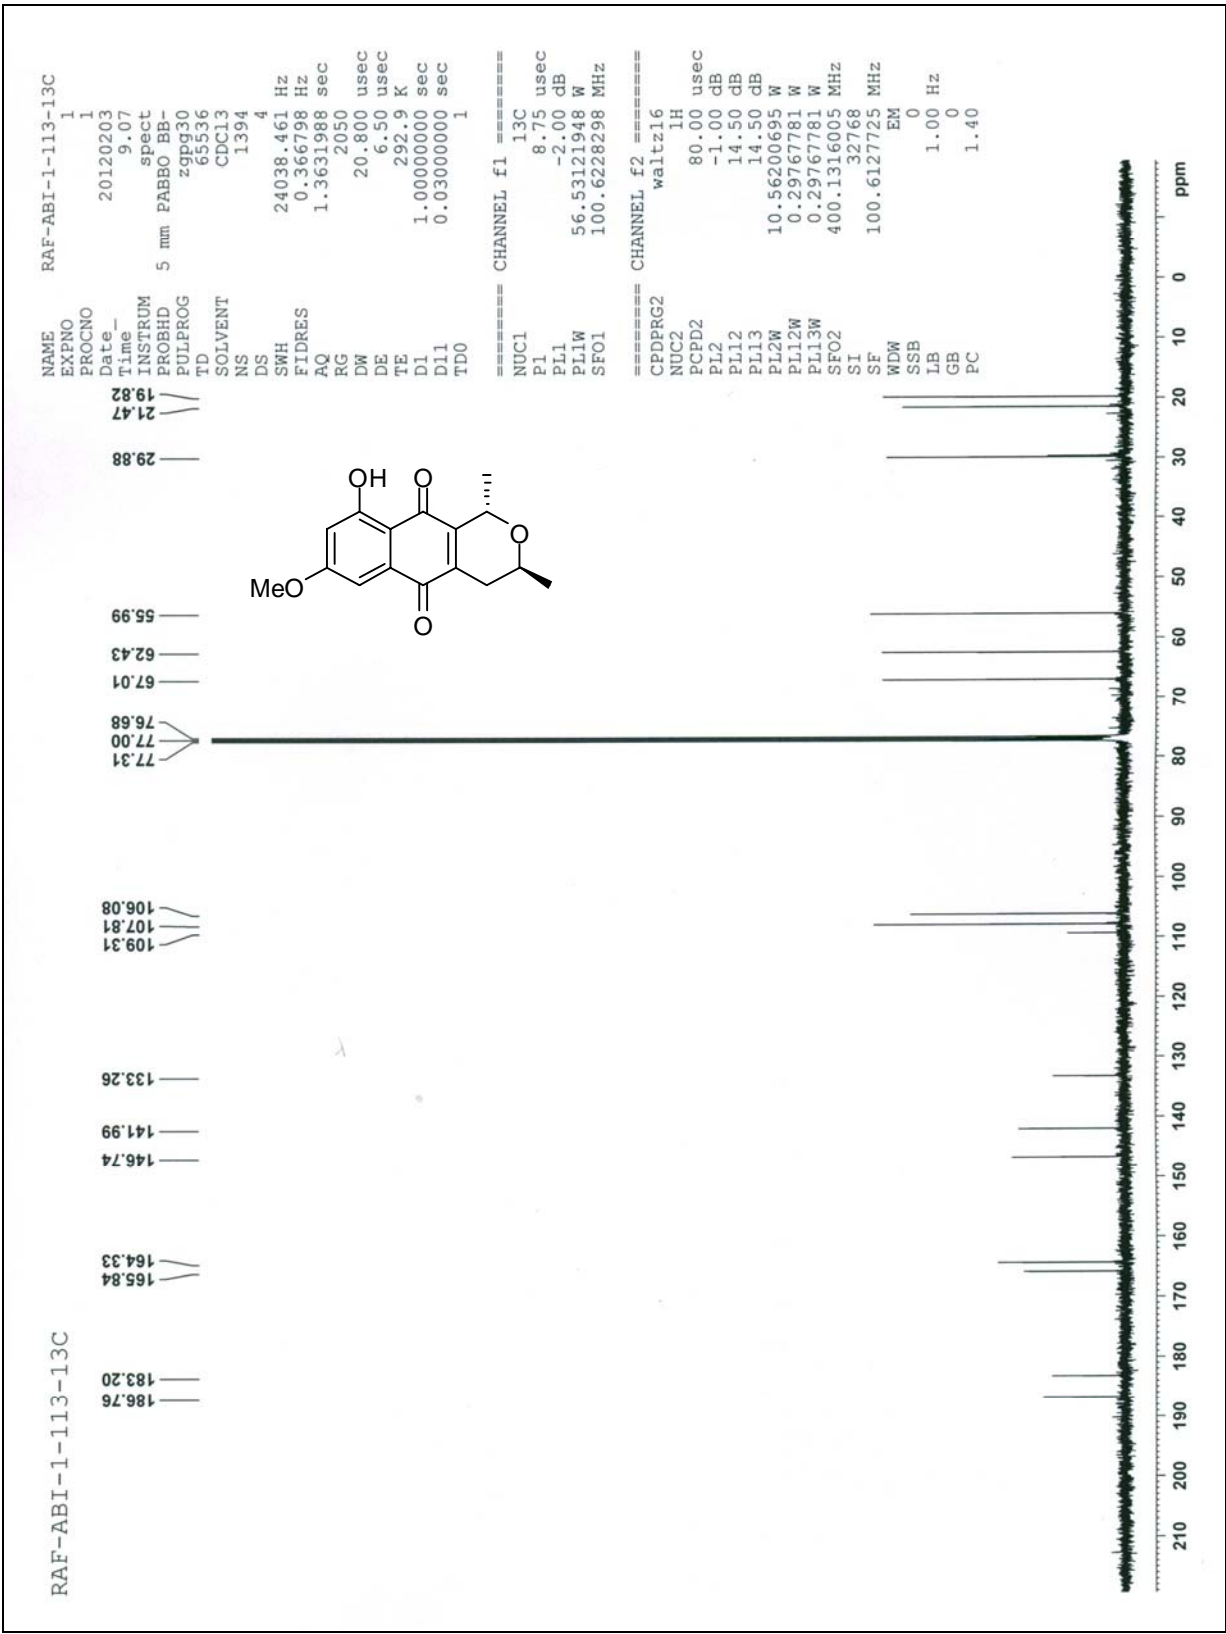 RAF-ABI-1-113-13C
186.76
183.20
165.84
164.33
146.74
141.99
133.26
109.31
107.81
106.08
77.31
77.00
76.68
67.01
62.43
55.99
29.88
21.47
19.82
NAME RAF-ABI-1-113-13C
EXPNO 1
PROCNO 1
Date_ 20120203
Time 9.07
INSTRUM spect
PROBHD 5 mm PABBO BB-
PULPROG zgpg30
TD 65536
SOLVENT CDCl3
NS 1394
DS 4
SWH 24038.461 Hz
FIDRES 0.366798 Hz
AQ 1.3631988 sec
RG 2050
DW 20.800 usec
DE 6.50 usec
TE 292.9 K
D1 1.00000000 sec
D11 0.03000000 sec
TD0 1
======== CHANNEL f1 ========
NUC1 13C
P1 8.75 usec
PL1 -2.00 dB
PL1W 56.53121948 W
SFO1 100.6228298 MHz
======== CHANNEL f2 ========
CPDPRG2 waltz16
NUC2 1H
PCPD2 80.00 usec
PL2 -1.00 dB
PL12 14.50 dB
PL13 14.50 dB
PL2W 10.56200695 W
PL12W 0.29767781 W
PL13W 0.29767781 W
SFO2 400.1316005 MHz
SI 32768
SF 100.6127725 MHz
WDW EM
SSB 0
LB 1.00 Hz
GB 0
PC 1.40
OH O
O
MeO
O
210 200 190 180 170 160 150 140 130 120 110 100 90 80 70 60 50 40 30 20 10 0 ppm